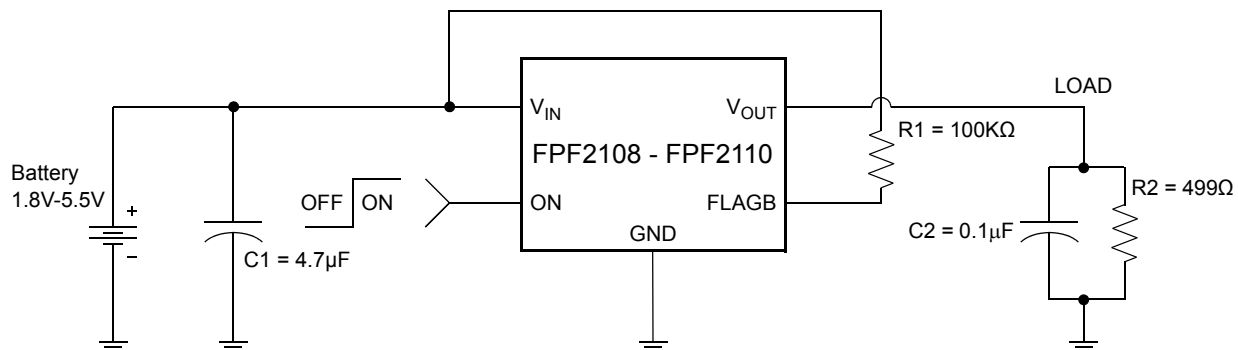 LOAD
V_IN
V_OUT
R1 = 100KΩ
FPF2108 - FPF2110
Battery
1.8V-5.5V
+
−
OFF
ON
ON
FLAGB
R2 = 499Ω
GND
C2 = 0.1μF
C1 = 4.7µF